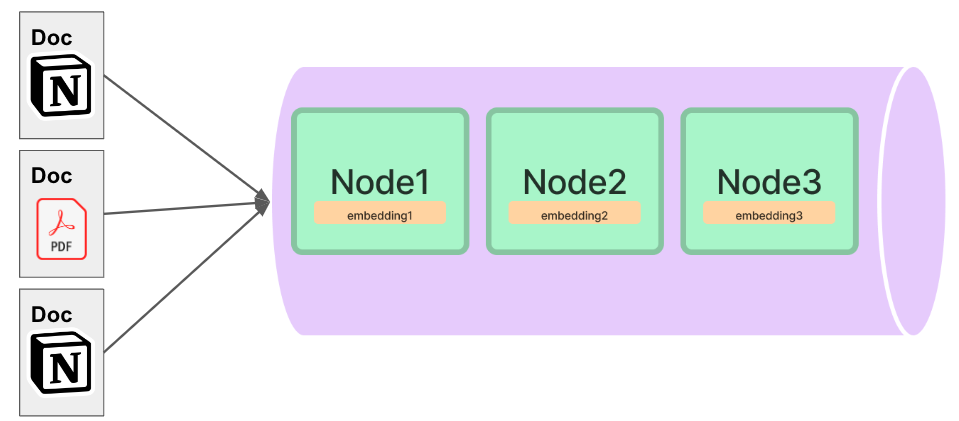 Doc
N
Doc
PDF
Doc
N
Node1
embedding1
Node2
embedding2
Node3
embedding3